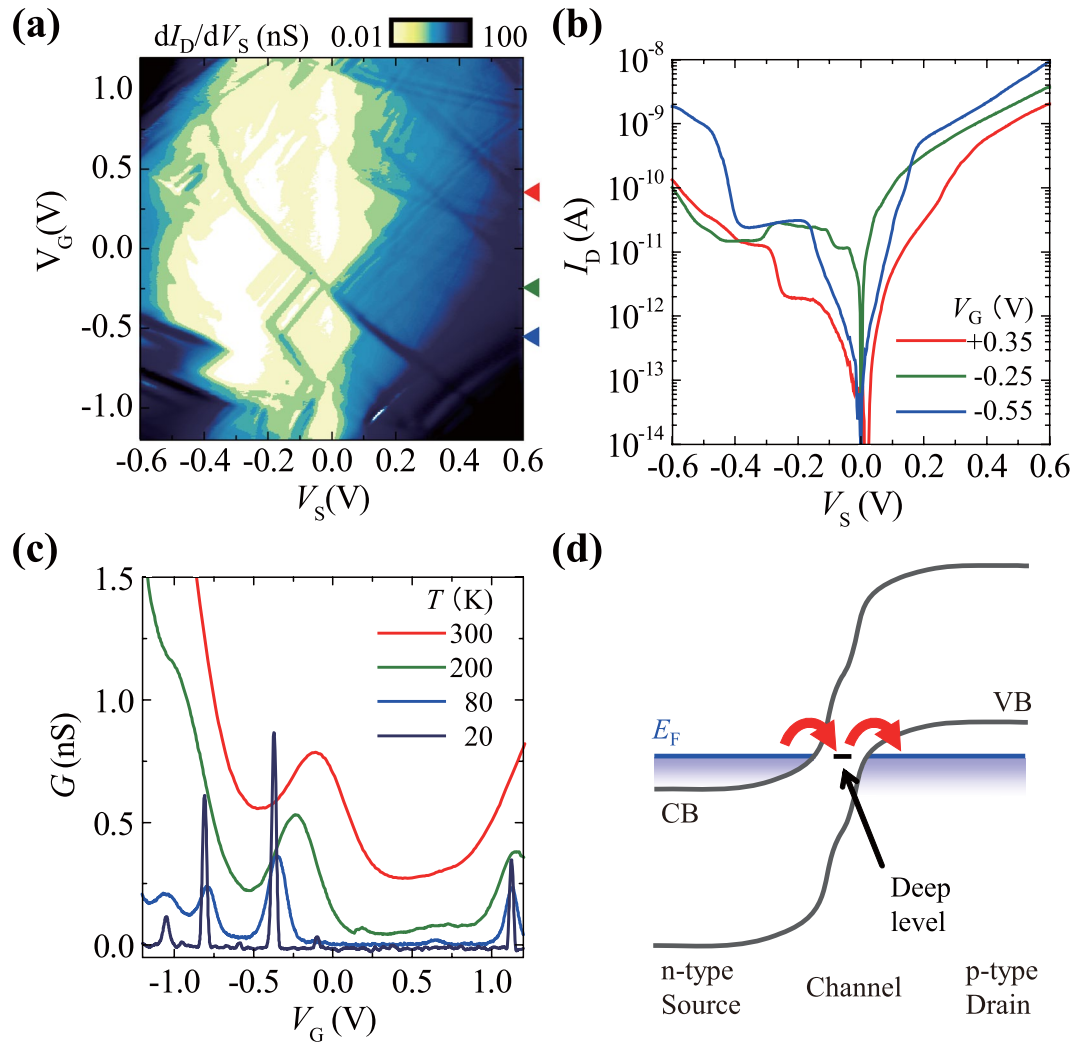 (a)
dI_D/dV_S (nS) 0.01 100
1.0
0.5
0.0
-0.5
-1.0
V_G(V)
-0.6 -0.4 -0.2 0.0 0.2 0.4 0.6
V_S(V)
(b)
10^-8
10^-9
10^-10
10^-11
10^-12
10^-13
10^-14
I_D (A)
V_G (V)
+0.35
-0.25
-0.55
-0.6 -0.4 -0.2 0.0 0.2 0.4 0.6
V_S (V)
(c)
1.5
1.0
0.5
0.0
G (nS)
T (K)
300
200
80
20
-1.0 -0.5 0.0 0.5 1.0
V_G (V)
(d)
VB
E_F
CB
Deep
level
n-type
Source
Channel
p-type
Drain